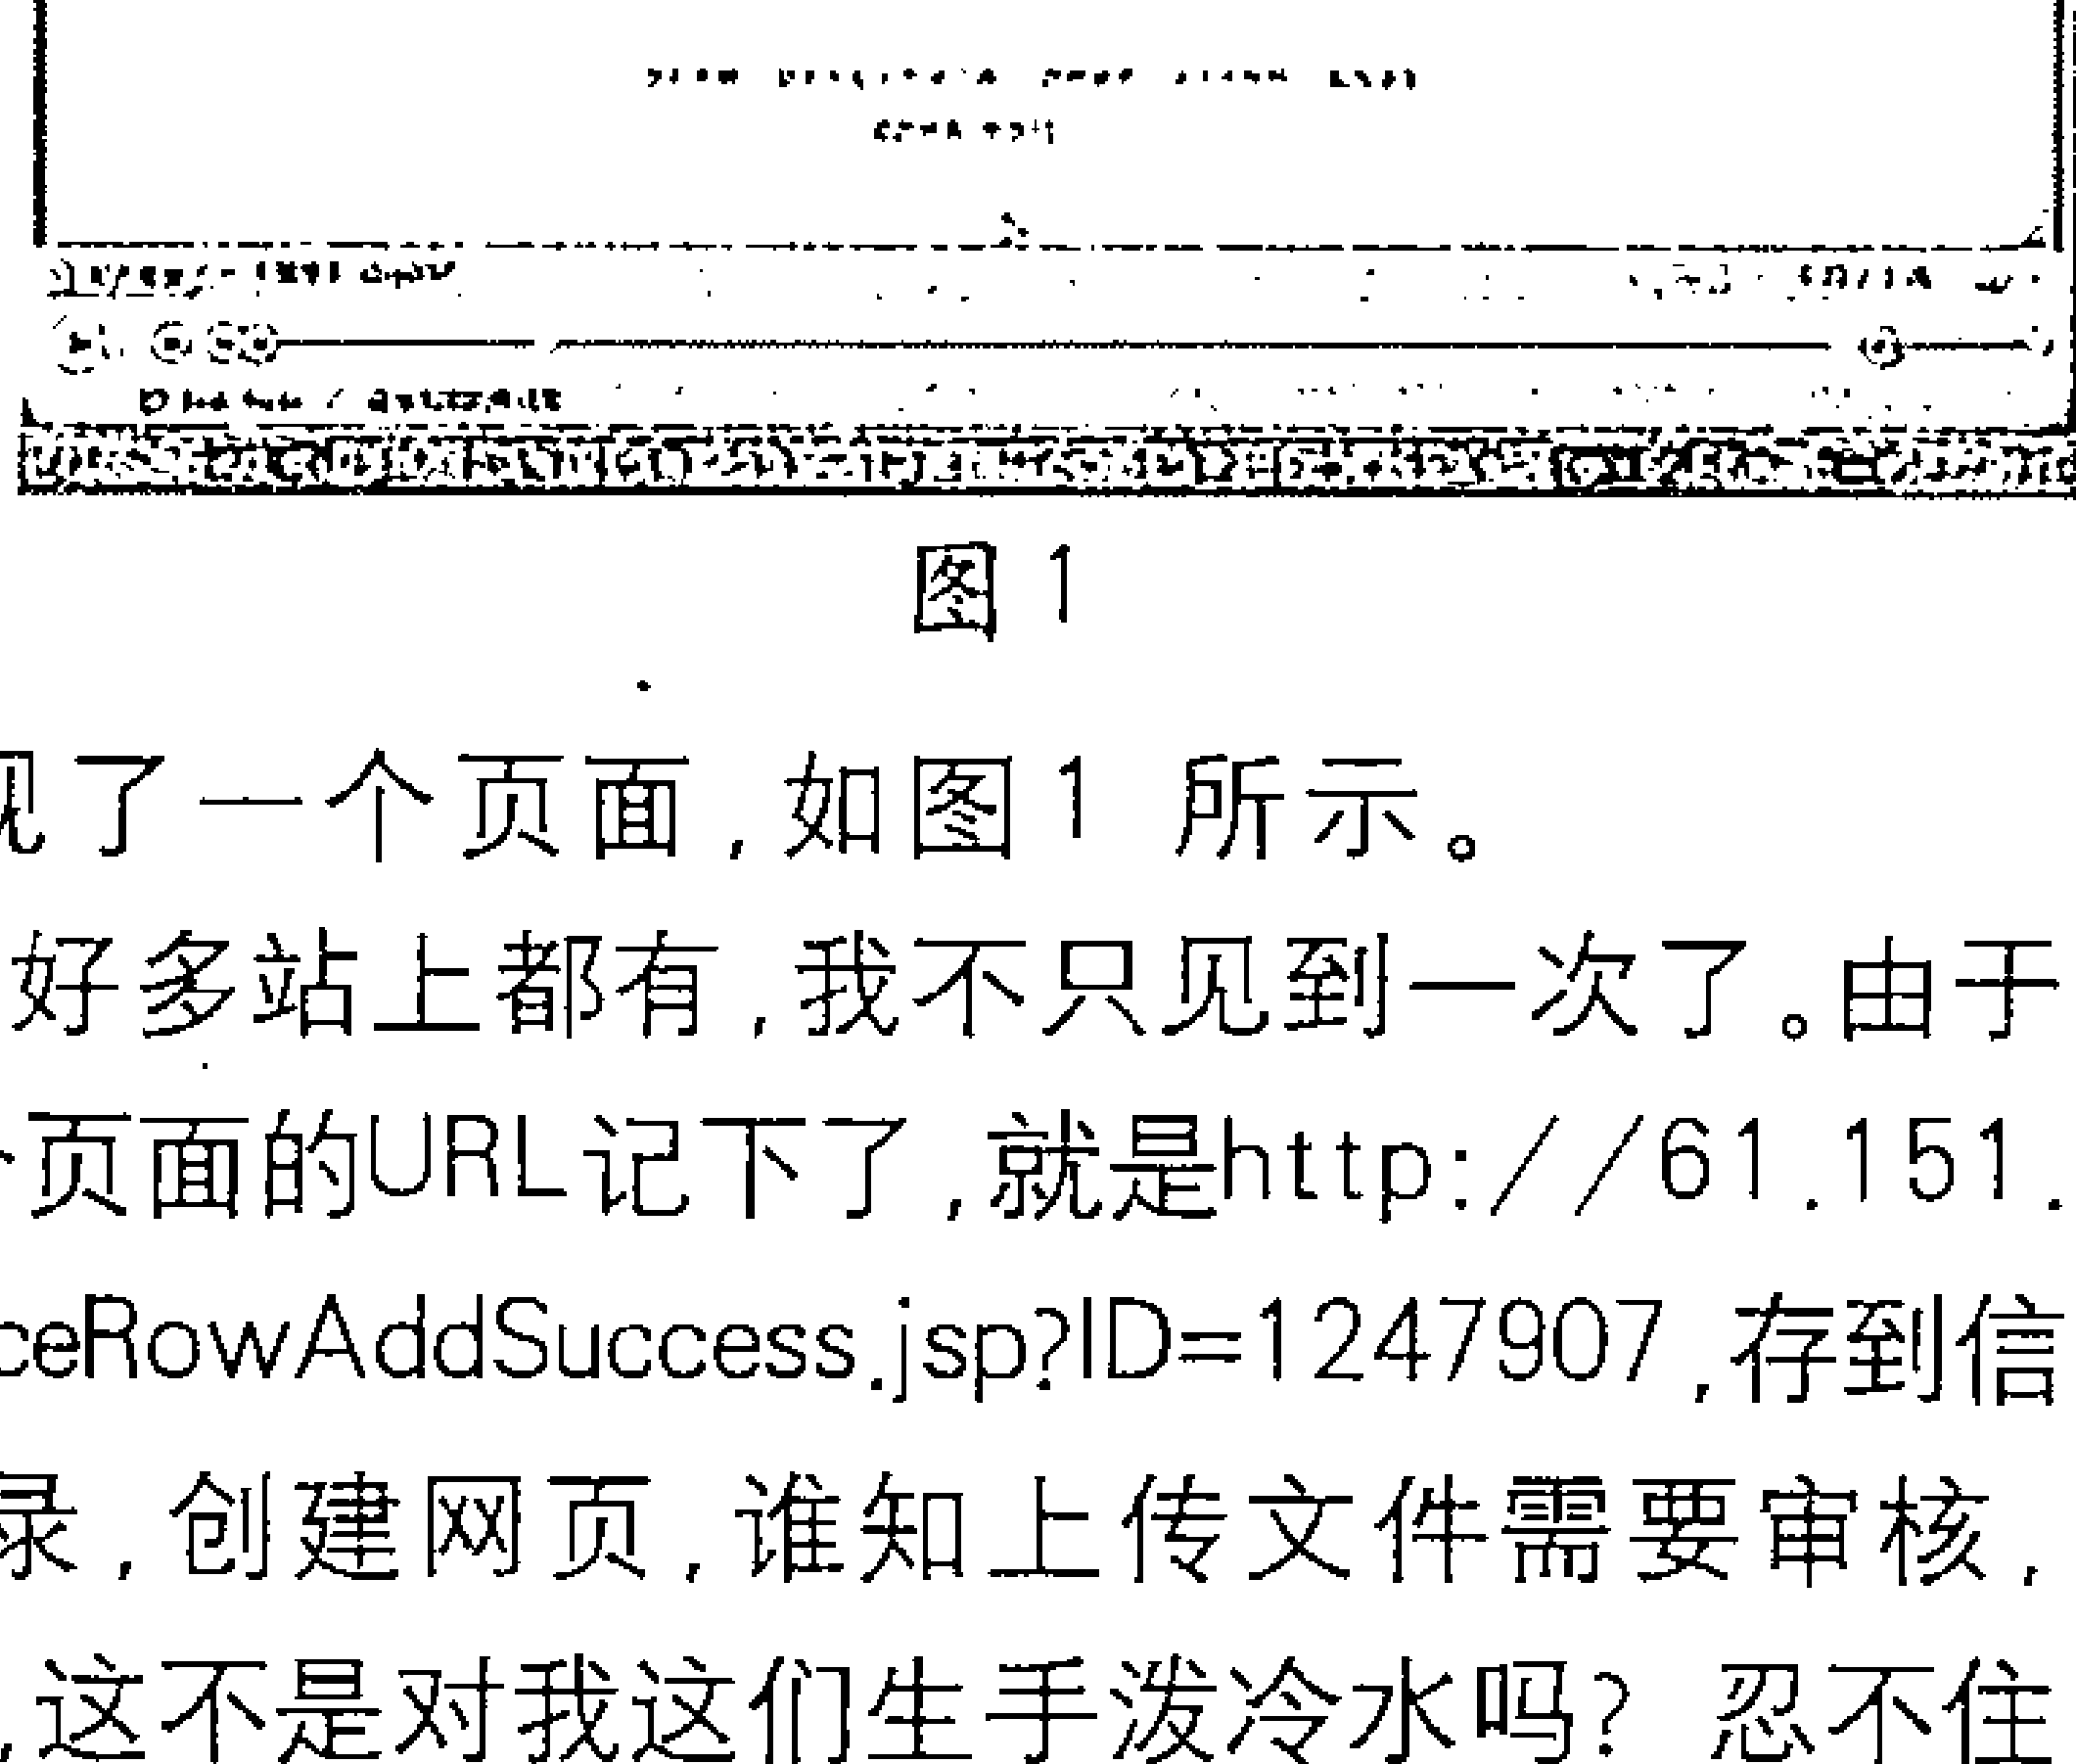 图 1
现了一个页面,如图1 所示。
好多站上都有,我不只见到一次了。由于
个页面的URL记下了,就是http://61.151.
ceRowAddSuccess.jsp?ID=1247907,存到信
录,创建网页,谁知上传文件需要审核,
,这不是对我这们生手泼冷水吗? 忍不住